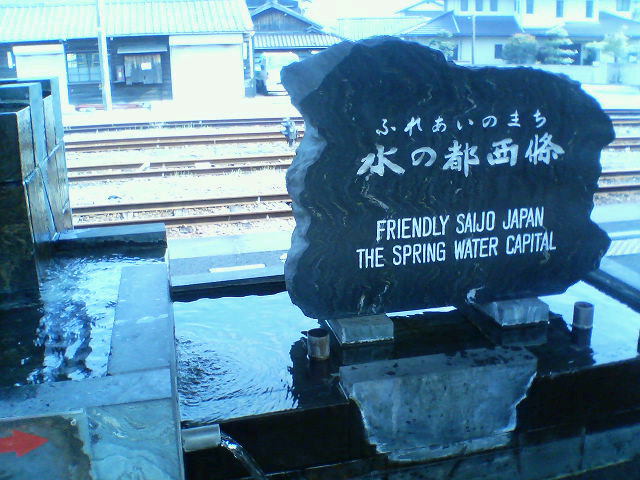 ふれあいのまち
水の都西條
FRIENDLY SAIJO JAPAN
THE SPRING WATER CAPITAL